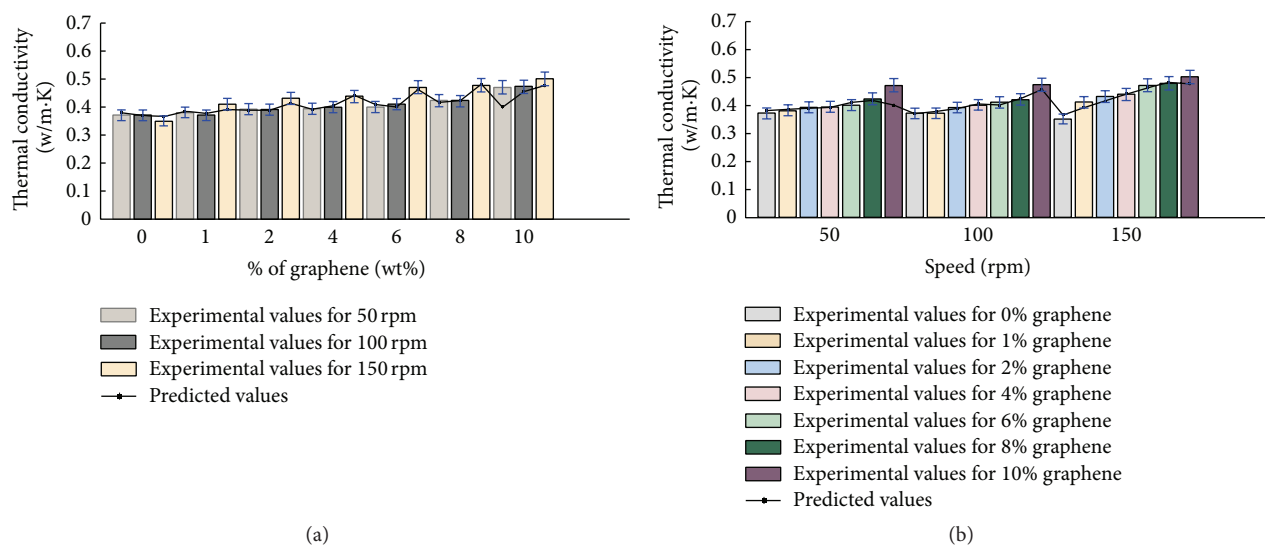 0.7
0.6
0.5
0.4
0.3
0.2
0.1
0
Thermal conductivity
(w/m·K)
0 1 2 4 6 8 10
% of graphene (wt%)
Experimental values for 50 rpm
Experimental values for 100 rpm
Experimental values for 150 rpm
Predicted values
(a)
0.7
0.6
0.5
0.4
0.3
0.2
0.1
0
Thermal conductivity
(w/m·K)
50 100 150
Speed (rpm)
Experimental values for 0% graphene
Experimental values for 1% graphene
Experimental values for 2% graphene
Experimental values for 4% graphene
Experimental values for 6% graphene
Experimental values for 8% graphene
Experimental values for 10% graphene
Predicted values
(b)